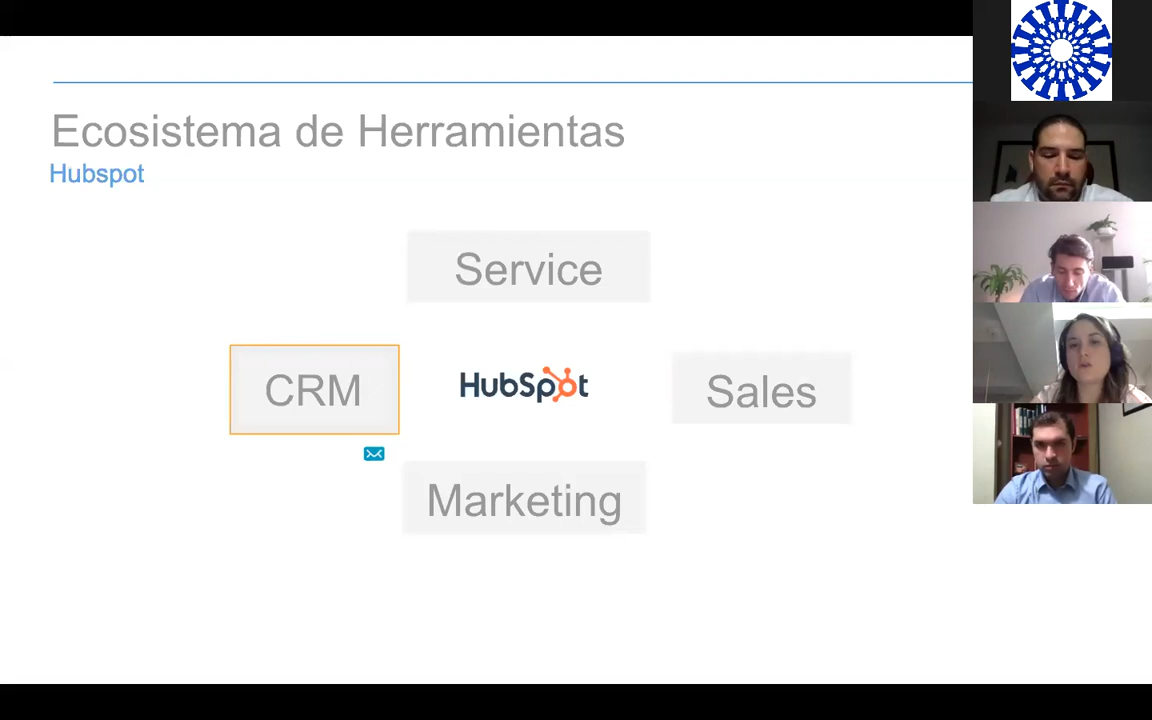 Ecosistema de Herramientas
Hubspot
Service
CRM
HubSpot
Sales
Marketing